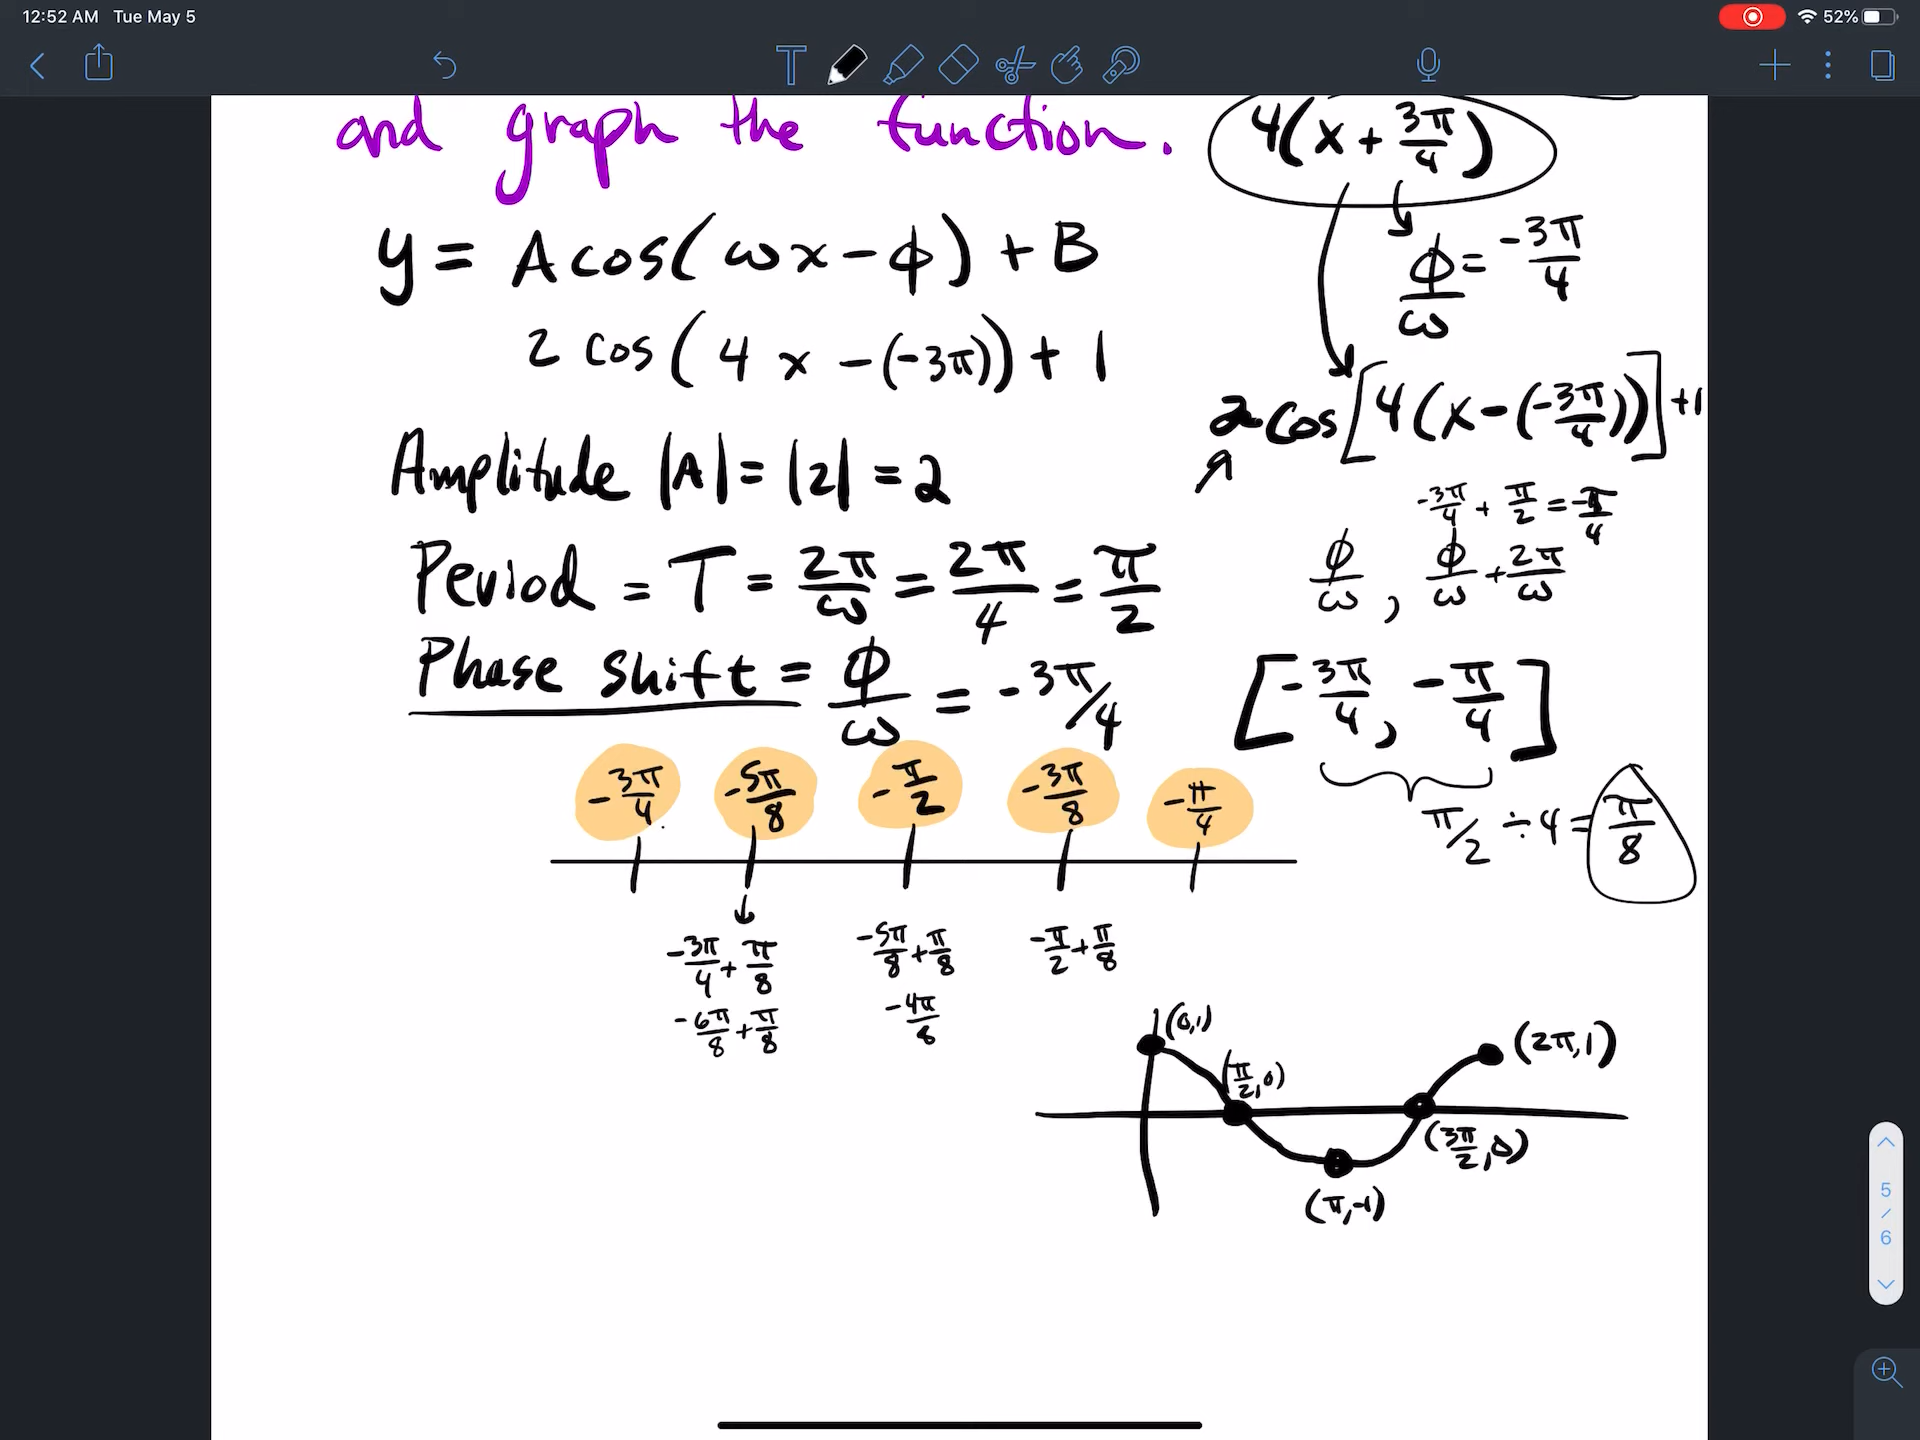 12:52 AM Tue May 5
52%
and graph the function.
4(x + 3π/4)
φ/ω = -3π/4
y = A cos(ωx - φ) + B
2 cos(4x - (-3π)) + 1
2 cos[4(x - (-3π/4))] + 1
Amplitude |A| = |2| = 2
-3π/4 + π/2 = -π/4
φ/ω, φ/ω + 2π/ω
Period = T = 2π/ω = 2π/4 = π/2
Phase shift = φ/ω = -3π/4
[-3π/4, -π/4]
π/2 ÷ 4 = π/8
-3π/4 -5π/8 -π/2 -3π/8 -π/4
-3π/4 + π/8 -5π/8 + π/8 -π/2 + π/8
-6π/8 + π/8 -4π/8
(0,1)
(2π,1)
(π/2,0)
(3π/2,0)
(π,-1)
5
/
6